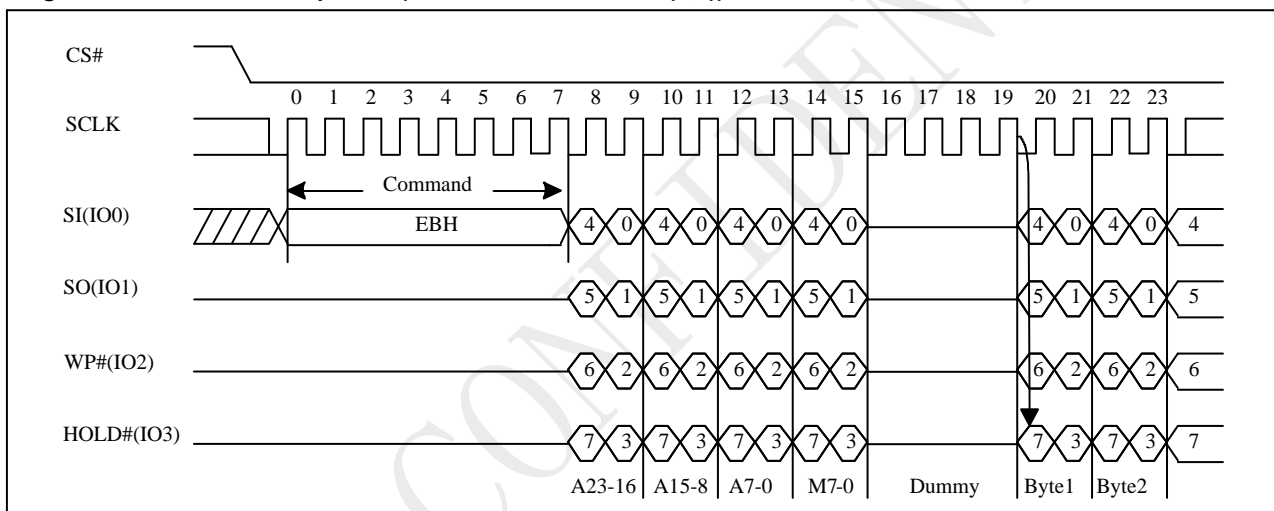 CS#
0 1 2 3 4 5 6 7 8 9 10 11 12 13 14 15 16 17 18 19 20 21 22 23
SCLK
Command
SI(IO0) EBH 4 0 4 0 4 0 4 0 4 0 4 0 4
SO(IO1) 5 1 5 1 5 1 5 1 5 1 5 1 5
WP#(IO2) 6 2 6 2 6 2 6 2 6 2 6 2 6
HOLD#(IO3) 7 3 7 3 7 3 7 3 7 3 7 3 7
A23-16 A15-8 A7-0 M7-0 Dummy Byte1 Byte2
CONFIDEN